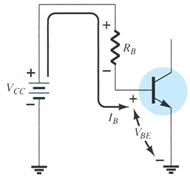 +
R_B
-
+
V_CC
-
I_B
+
V_BE
-